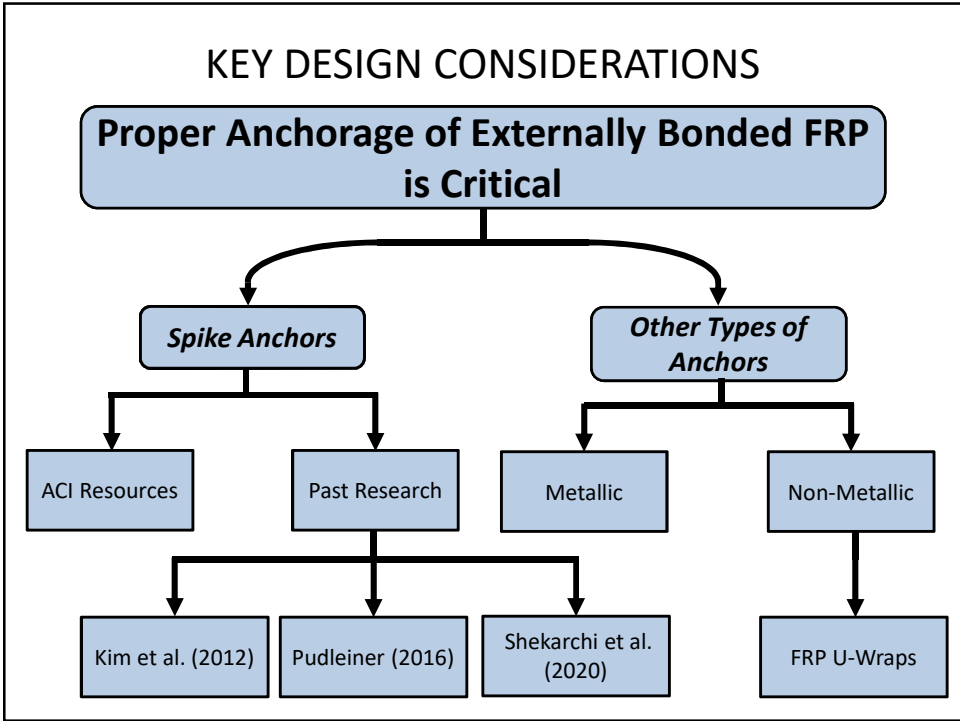 KEY DESIGN CONSIDERATIONS
Proper Anchorage of Externally Bonded FRP
is Critical
Spike Anchors
Other Types of
Anchors
ACI Resources
Past Research
Metallic
Non-Metallic
Kim et al. (2012)
Pudleiner (2016)
Shekarchi et al.
(2020)
FRP U-Wraps